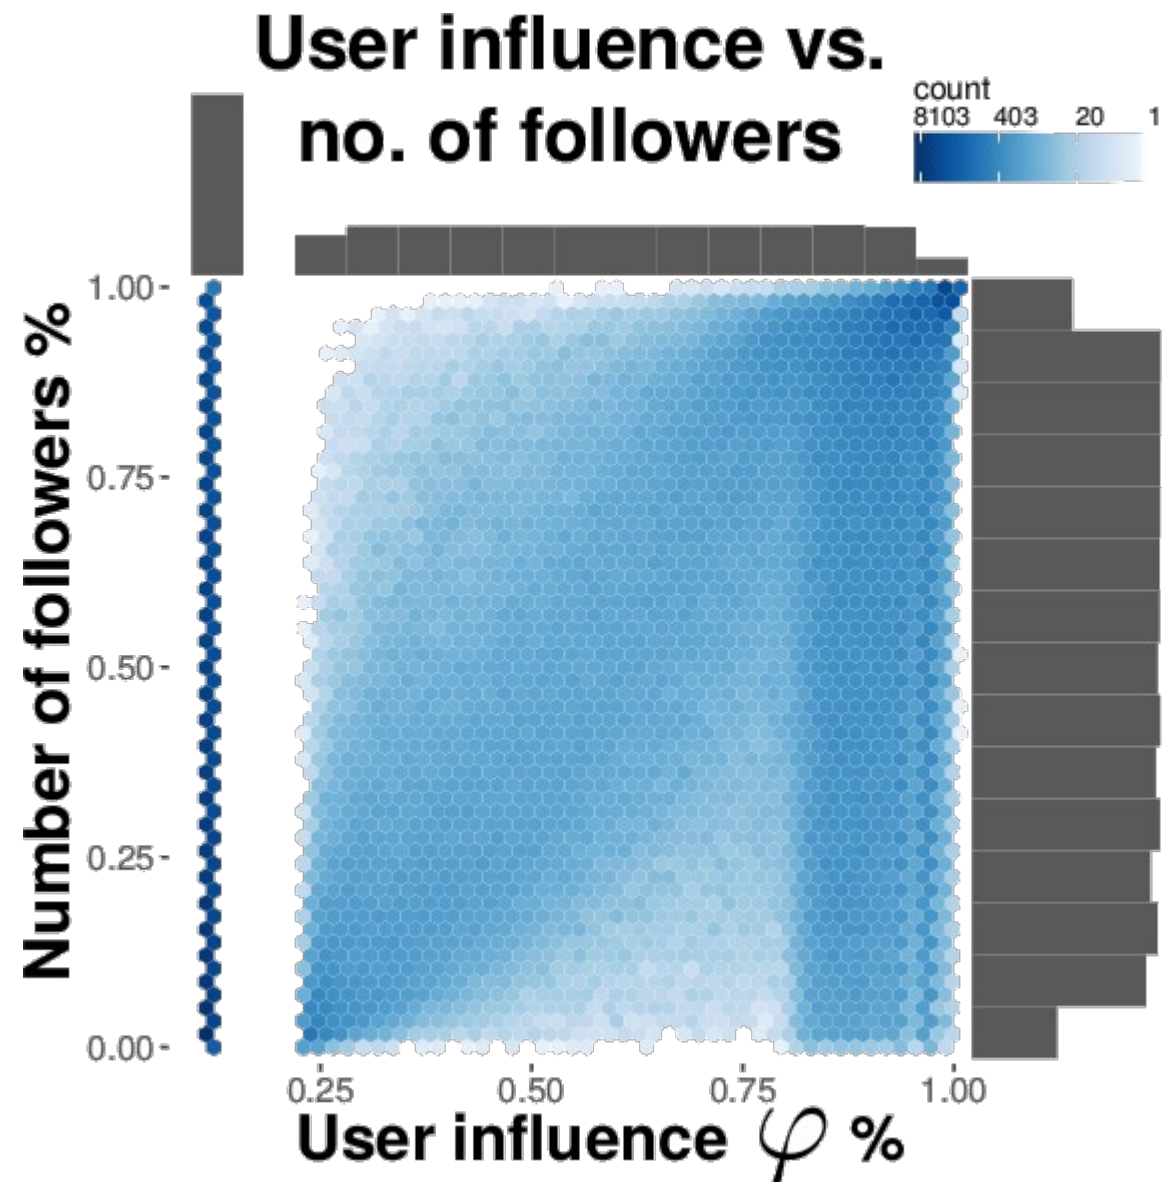 User influence vs.
no. of followers
count
8103 403 20 1
Number of followers %
1.00
0.75
0.50
0.25
0.00
0.25 0.50 0.75 1.00
User influence φ %